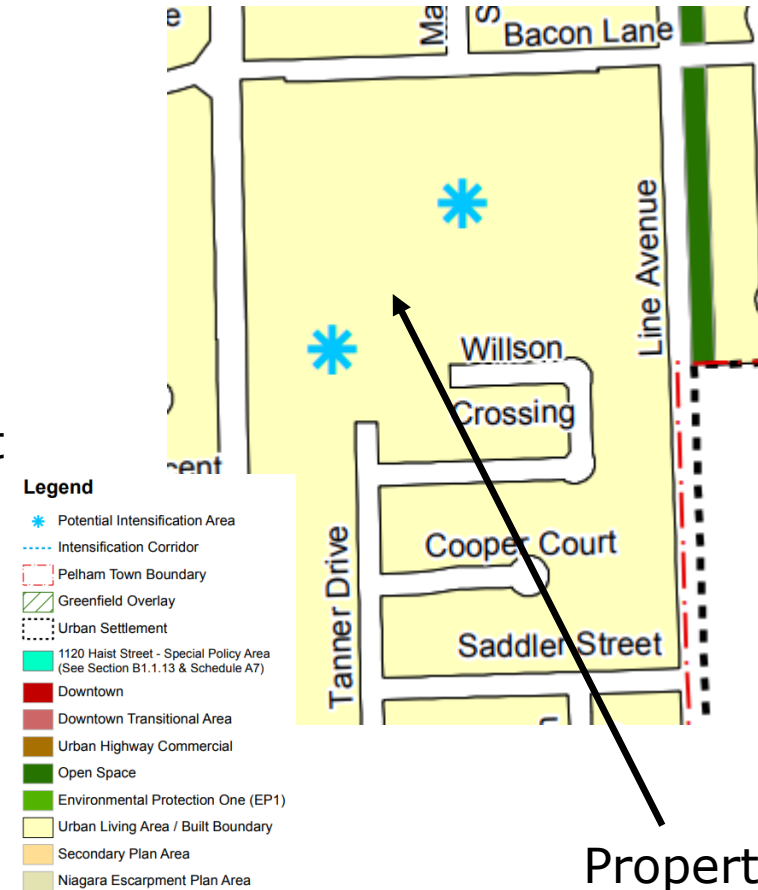 Bacon Lane
Line Avenue
Willson
Crossing
Cooper Court
Tanner Drive
Saddler Street
Legend
Potential Intensification Area
Intensification Corridor
Pelham Town Boundary
Greenfield Overlay
Urban Settlement
1120 Haist Street - Special Policy Area
(See Section B1.1.13 & Schedule A7)
Downtown
Downtown Transitional Area
Urban Highway Commercial
Open Space
Environmental Protection One (EP1)
Urban Living Area / Built Boundary
Secondary Plan Area
Niagara Escarpment Plan Area
Propert